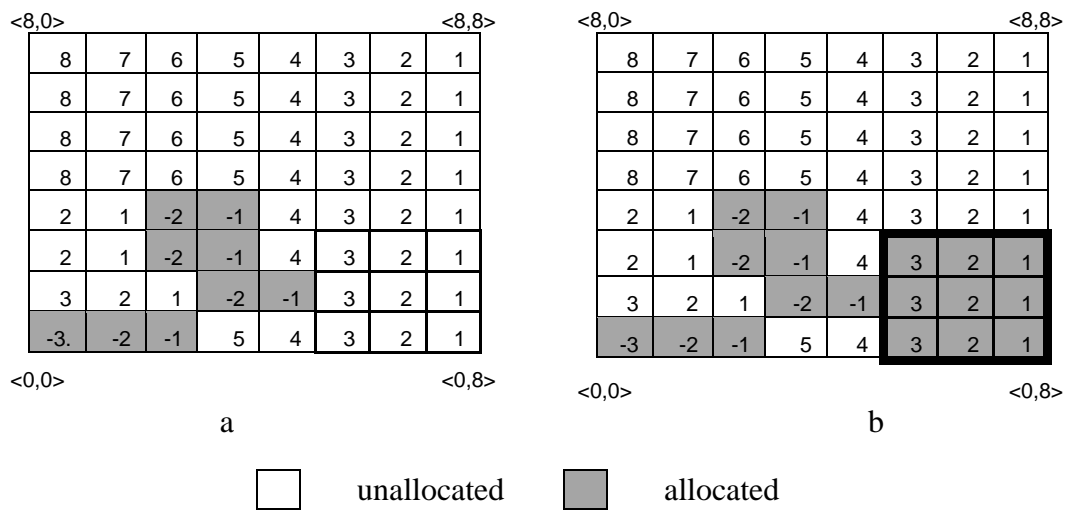 <8,0> <8,8> <8,0> <8,8>
8 7 6 5 4 3 2 1 8 7 6 5 4 3 2 1
8 7 6 5 4 3 2 1 8 7 6 5 4 3 2 1
8 7 6 5 4 3 2 1 8 7 6 5 4 3 2 1
8 7 6 5 4 3 2 1 8 7 6 5 4 3 2 1
2 1 -2 -1 4 3 2 1 2 1 -2 -1 4 3 2 1
2 1 -2 -1 4 3 2 1 2 1 -2 -1 4 3 2 1
3 2 1 -2 -1 3 2 1 3 2 1 -2 -1 3 2 1
-3. -2 -1 5 4 3 2 1 -3 -2 -1 5 4 3 2 1
<0,0> <0,8> <0,0> <0,8>
a b
unallocated allocated